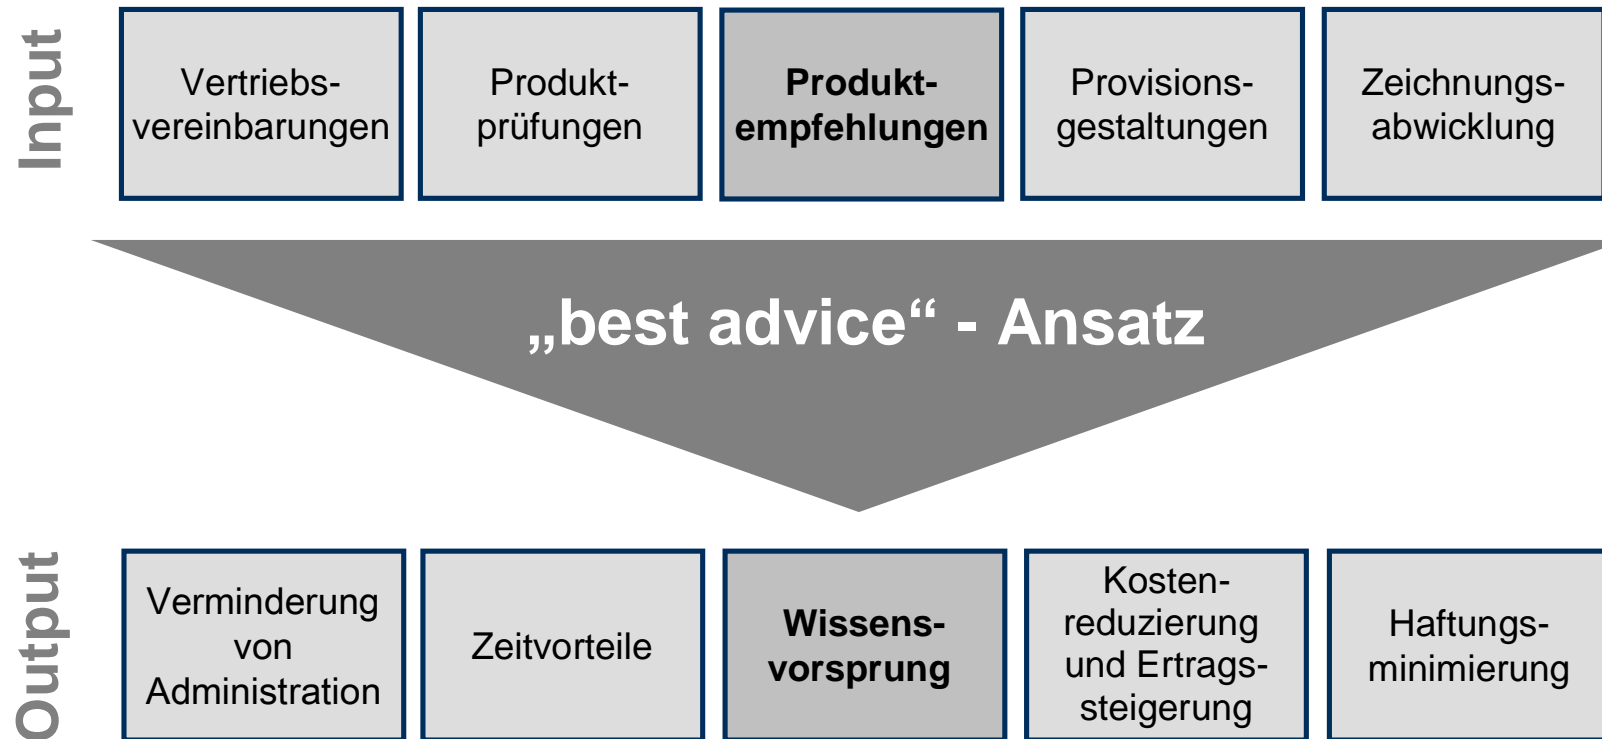 Input
Vertriebs-
vereinbarungen
Produkt-
prüfungen
Produkt-
empfehlungen
Provisions-
gestaltungen
Zeichnungs-
abwicklung
„best advice“ - Ansatz
Output
Verminderung
von
Administration
Zeitvorteile
Wissens-
vorsprung
Kosten-
reduzierung
und Ertrags-
steigerung
Haftungs-
minimierung